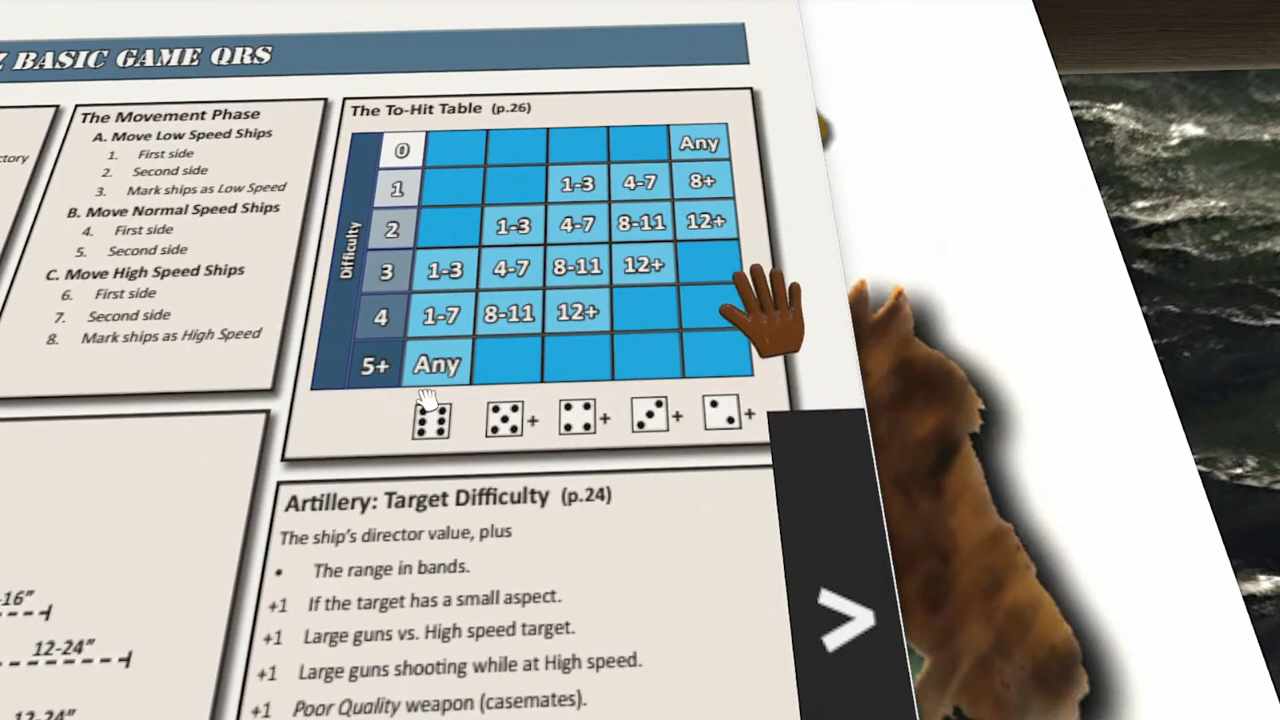 BASIC GAME QRS
The Movement Phase
A. Move Low Speed Ships
1. First side
2. Second side
3. Mark ships as Low Speed
B. Move Normal Speed Ships
4. First side
5. Second side
C. Move High Speed Ships
6. First side
7. Second side
8. Mark ships as High Speed
The To-Hit Table (p.26)
Difficulty
0 Any
1 1-3 4-7 8+
2 1-3 4-7 8-11 12+
3 1-3 4-7 8-11 12+
4 1-7 8-11 12+
5+ Any
+ + + +
Artillery: Target Difficulty (p.24)
The ship's director value, plus
• The range in bands.
+1 If the target has a small aspect.
+1 Large guns vs. High speed target.
+1 Large guns shooting while at High speed.
+1 Poor Quality weapon (casemates).
-16"
12-24"
12-24"
>